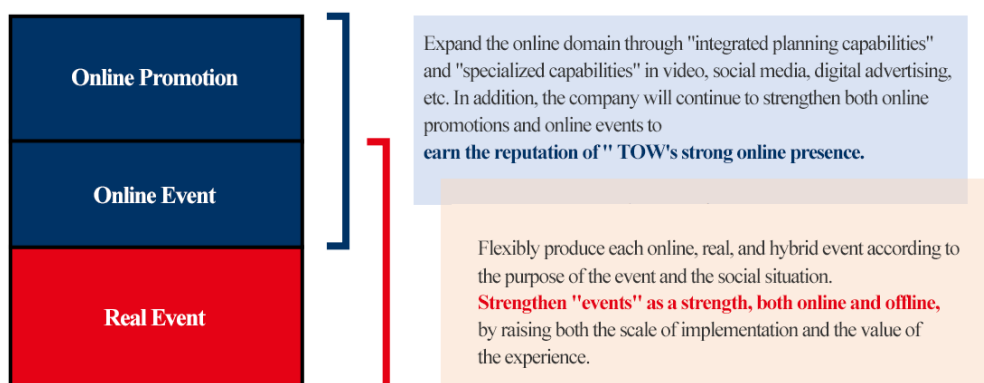 Online Promotion
Online Event
Real Event
Expand the online domain through "integrated planning capabilities"
and "specialized capabilities" in video, social media, digital advertising,
etc. In addition, the company will continue to strengthen both online
promotions and online events to
earn the reputation of " TOW's strong online presence.
Flexibly produce each online, real, and hybrid event according to
the purpose of the event and the social situation.
Strengthen "events" as a strength, both online and offline,
by raising both the scale of implementation and the value of
the experience.